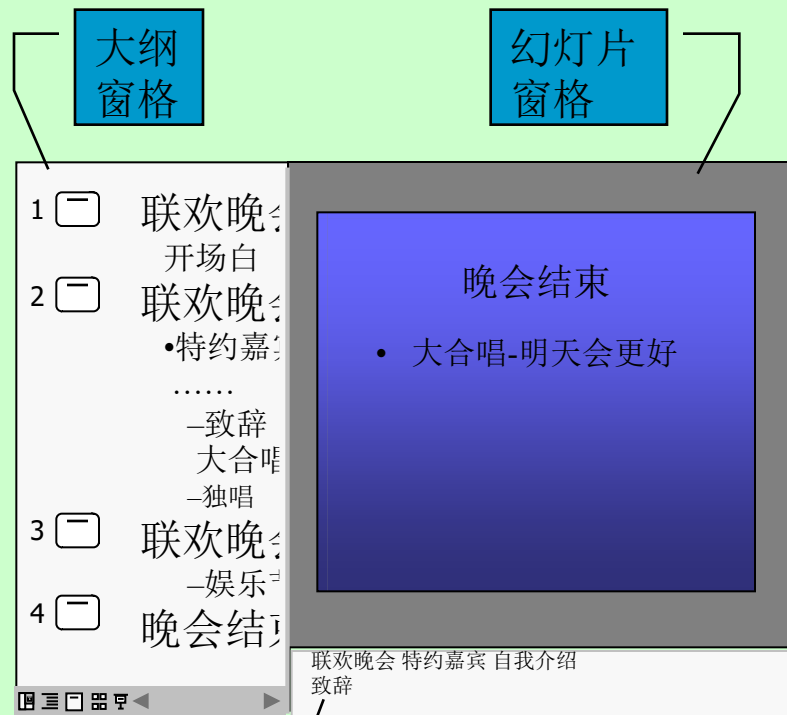 大纲
窗格
幻灯片
窗格
1 联欢晚
开场白
2 联欢晚
•特约嘉
……
–致辞
大合唱
–独唱
3 联欢晚
–娱乐
4 晚会结
晚会结束
• 大合唱-明天会更好
联欢晚会 特约嘉宾 自我介绍
致辞